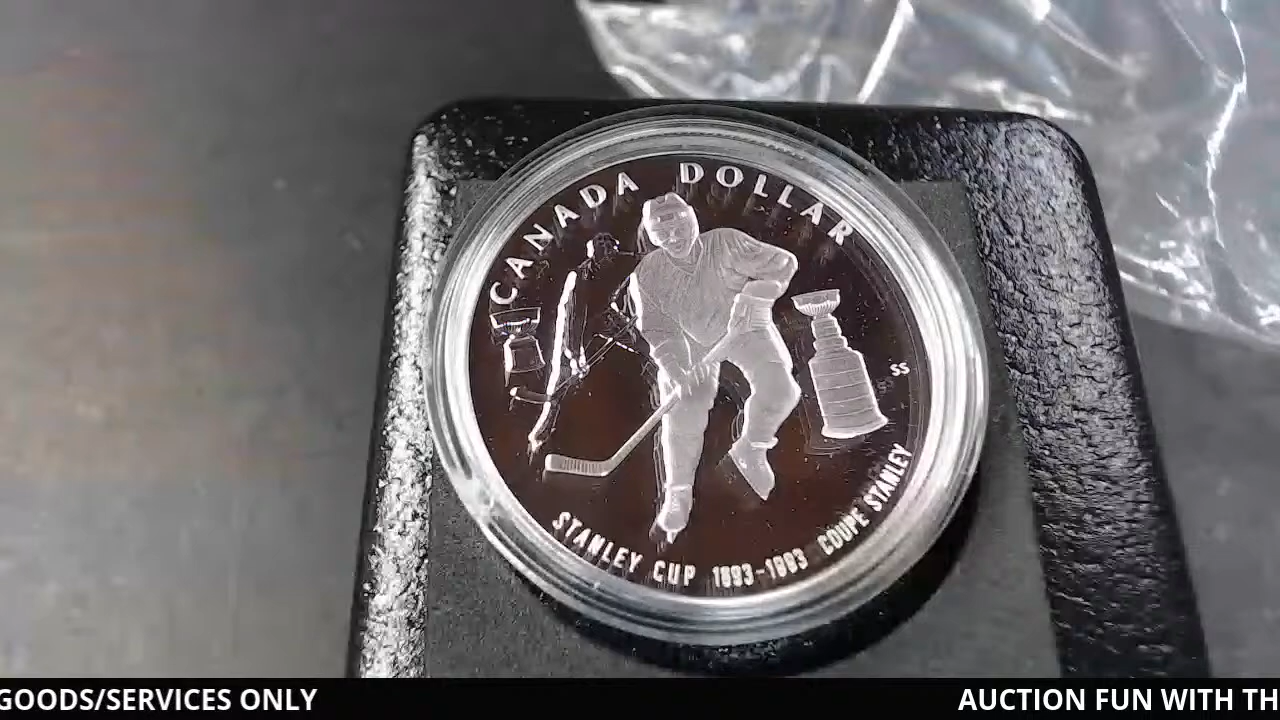 CANADA DOLLAR
SS
STANLEY CUP 1893-1993 COUPE STANLEY
GOODS/SERVICES ONLY
AUCTION FUN WITH TH